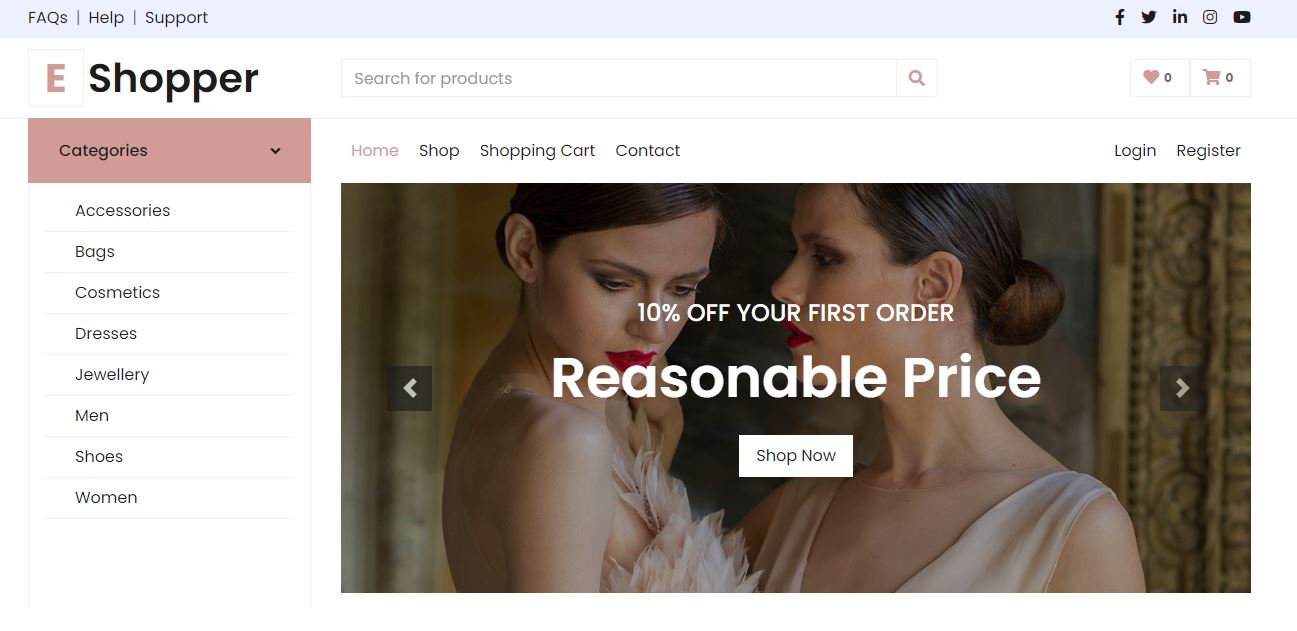 FAQs | Help | Support
E Shopper
Search for products
0 0
Categories
Home Shop Shopping Cart Contact Login Register
Accessories
Bags
Cosmetics
Dresses
Jewellery
Men
Shoes
Women
10% OFF YOUR FIRST ORDER
Reasonable Price
Shop Now